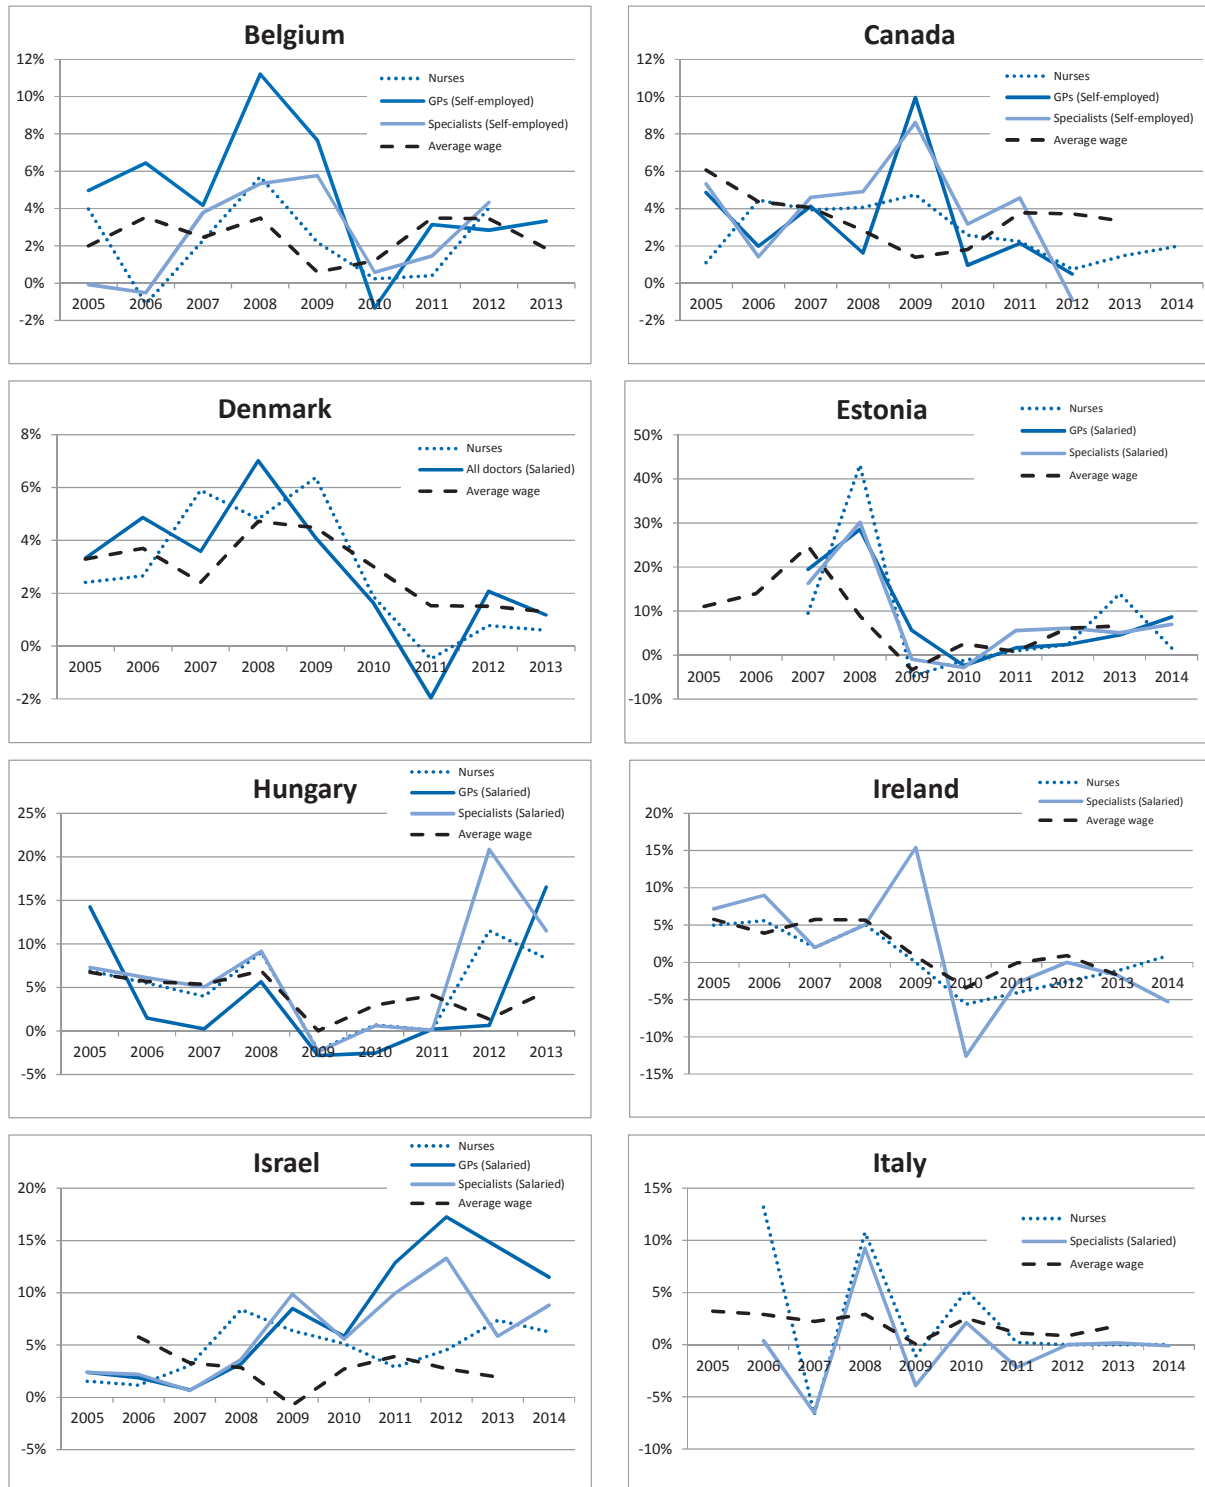 Belgium
12%
10%
8%
6%
4%
2%
0%
-2%
2005 2006 2007 2008 2009 2010 2011 2012 2013
Nurses
GPs (Self-employed)
Specialists (Self-employed)
Average wage
Canada
12%
10%
8%
6%
4%
2%
0%
-2%
2005 2006 2007 2008 2009 2010 2011 2012 2013 2014
Nurses
GPs (Self-employed)
Specialists (Self-employed)
Average wage
Denmark
8%
6%
4%
2%
0%
-2%
2005 2006 2007 2008 2009 2010 2011 2012 2013
Nurses
All doctors (Salaried)
Average wage
Estonia
50%
40%
30%
20%
10%
0%
-10%
2005 2006 2007 2008 2009 2010 2011 2012 2013 2014
Nurses
GPs (Salaried)
Specialists (Salaried)
Average wage
Hungary
25%
20%
15%
10%
5%
0%
-5%
2005 2006 2007 2008 2009 2010 2011 2012 2013
Nurses
GPs (Salaried)
Specialists (Salaried)
Average wage
Ireland
20%
15%
10%
5%
0%
-5%
-10%
-15%
2005 2006 2007 2008 2009 2010 2011 2012 2013 2014
Nurses
Specialists (Salaried)
Average wage
Israel
20%
15%
10%
5%
0%
-5%
2005 2006 2007 2008 2009 2010 2011 2012 2013 2014
Nurses
GPs (Salaried)
Specialists (Salaried)
Average wage
Italy
15%
10%
5%
0%
-5%
-10%
2005 2006 2007 2008 2009 2010 2011 2012 2013 2014
Nurses
Specialists (Salaried)
Average wage